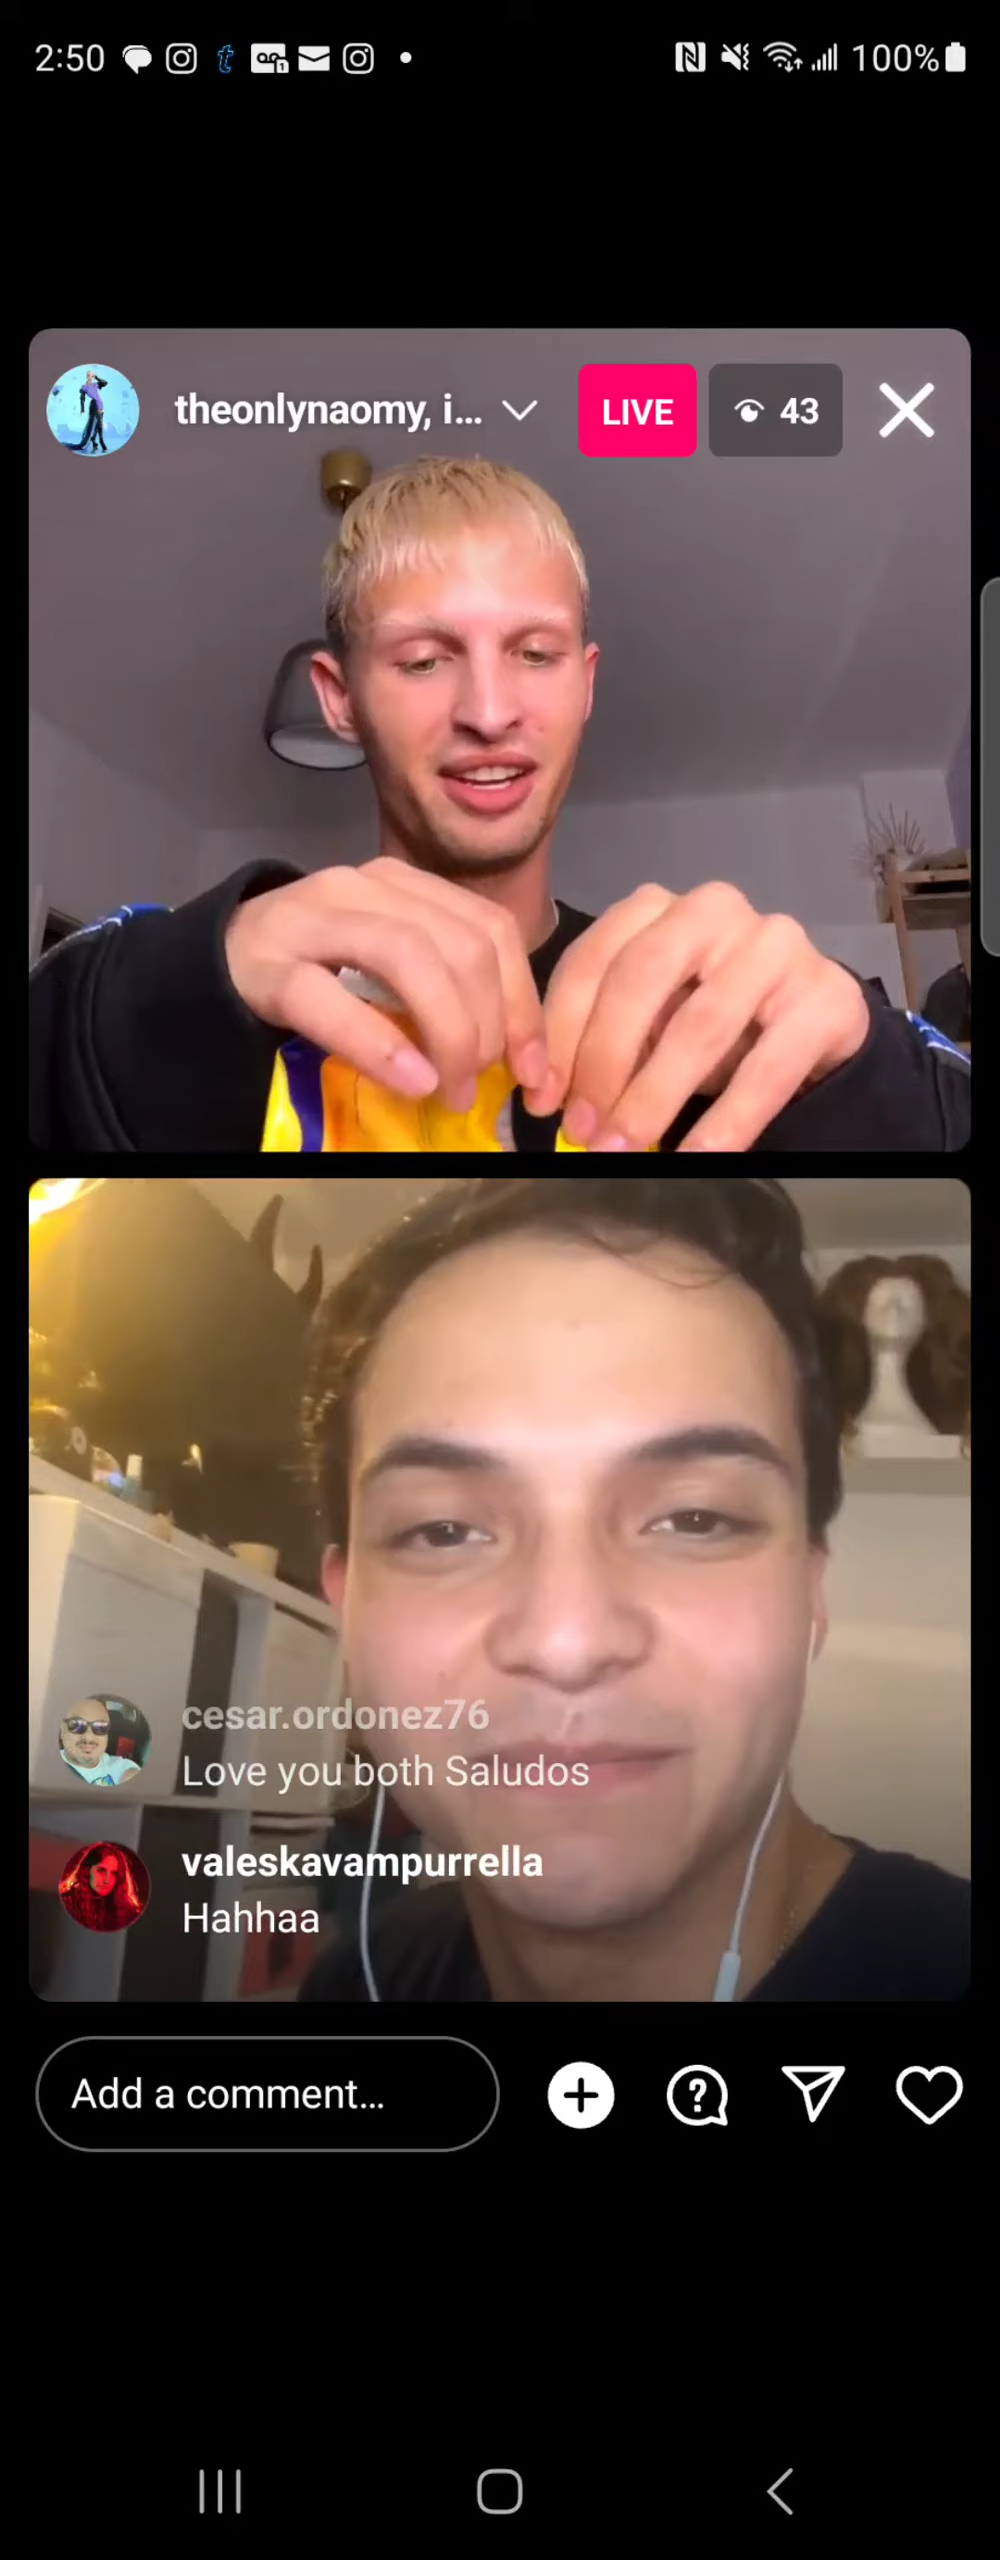 2:50
100%
theonlynaomy, i...
LIVE
43
cesar.ordonez76
Love you both Saludos
valeskavampurrella
Hahhaa
Add a comment...